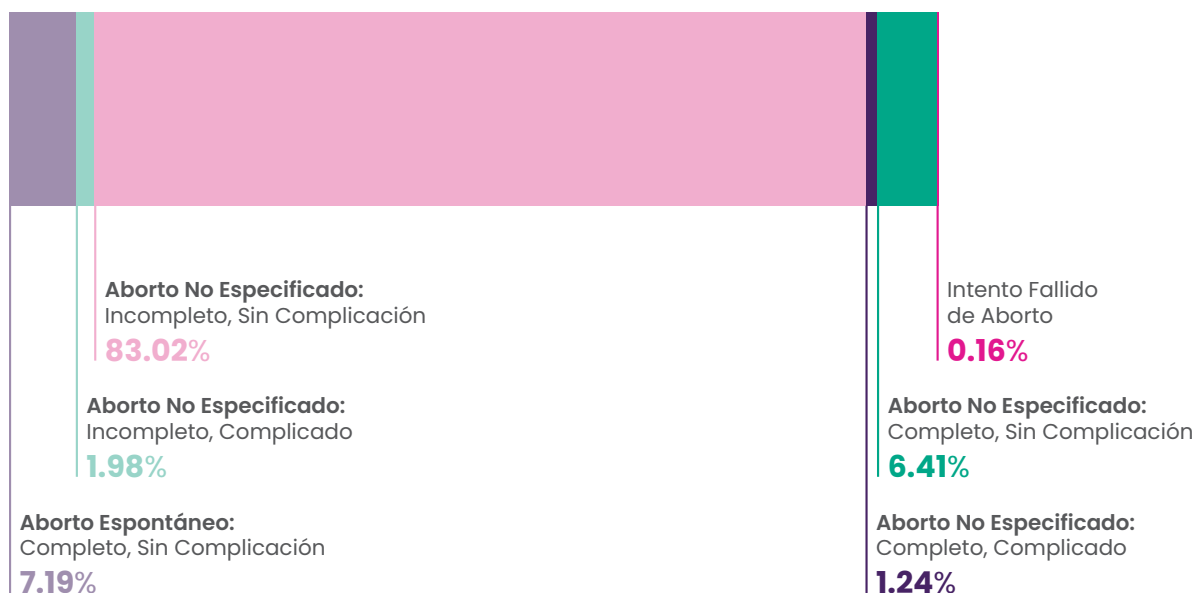 Aborto No Especificado:
Incompleto, Sin Complicación
83.02%
Intento Fallido
de Aborto
0.16%
Aborto No Especificado:
Incompleto, Complicado
1.98%
Aborto No Especificado:
Completo, Sin Complicación
6.41%
Aborto Espontáneo:
Completo, Sin Complicación
7.19%
Aborto No Especificado:
Completo, Complicado
1.24%